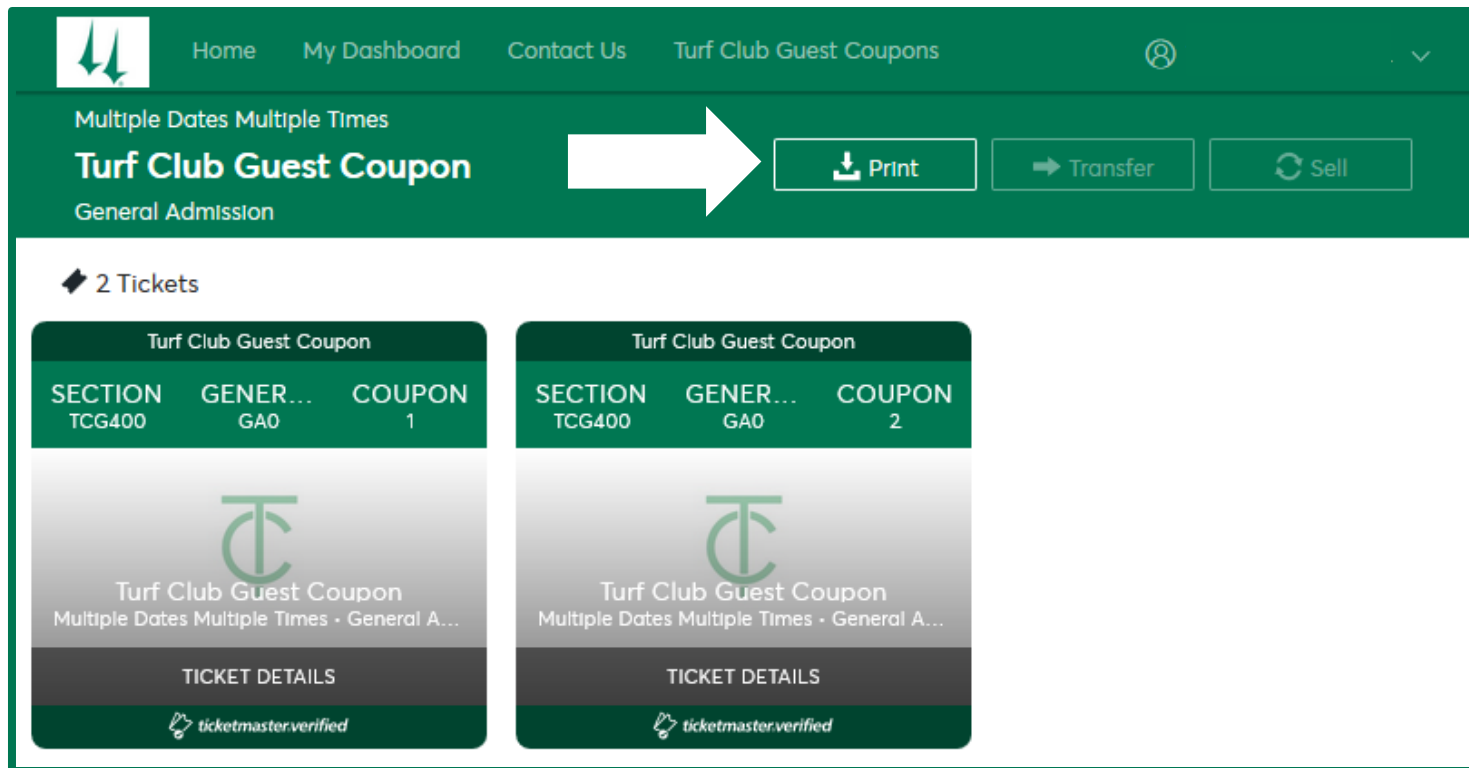 Home My Dashboard Contact Us Turf Club Guest Coupons
Multiple Dates Multiple Times
Turf Club Guest Coupon
General Admission
Print Transfer Sell
2 Tickets
Turf Club Guest Coupon
SECTION GENER... COUPON
TCG400 GA0 1
TC
Turf Club Guest Coupon
Multiple Dates Multiple Times • General A...
TICKET DETAILS
ticketmaster.verified
Turf Club Guest Coupon
SECTION GENER... COUPON
TCG400 GA0 2
TC
Turf Club Guest Coupon
Multiple Dates Multiple Times • General A...
TICKET DETAILS
ticketmaster.verified